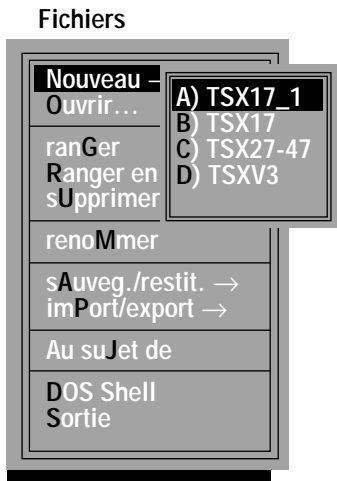 Fichiers
Nouveau –
Ouvrir...
ranGer
Ranger en
sUpprimer
renoMmer
sAuveg./restit. →
imPort/export →
Au suJet de
DOS Shell
Sortie
A) TSX17_1
B) TSX17
C) TSX27-47
D) TSXV3